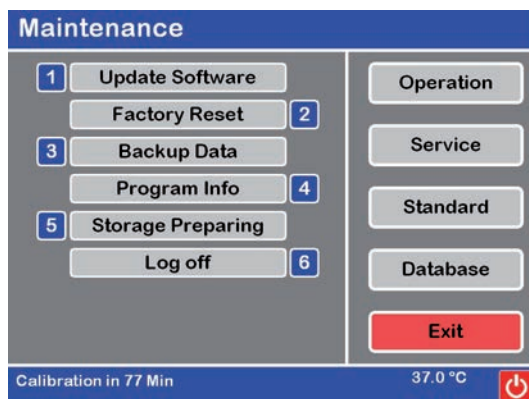 Maintenance
1 Update Software
Factory Reset 2
3 Backup Data
Program Info 4
5 Storage Preparing
Log off 6
Operation
Service
Standard
Database
Exit
Calibration in 77 Min
37.0 °C